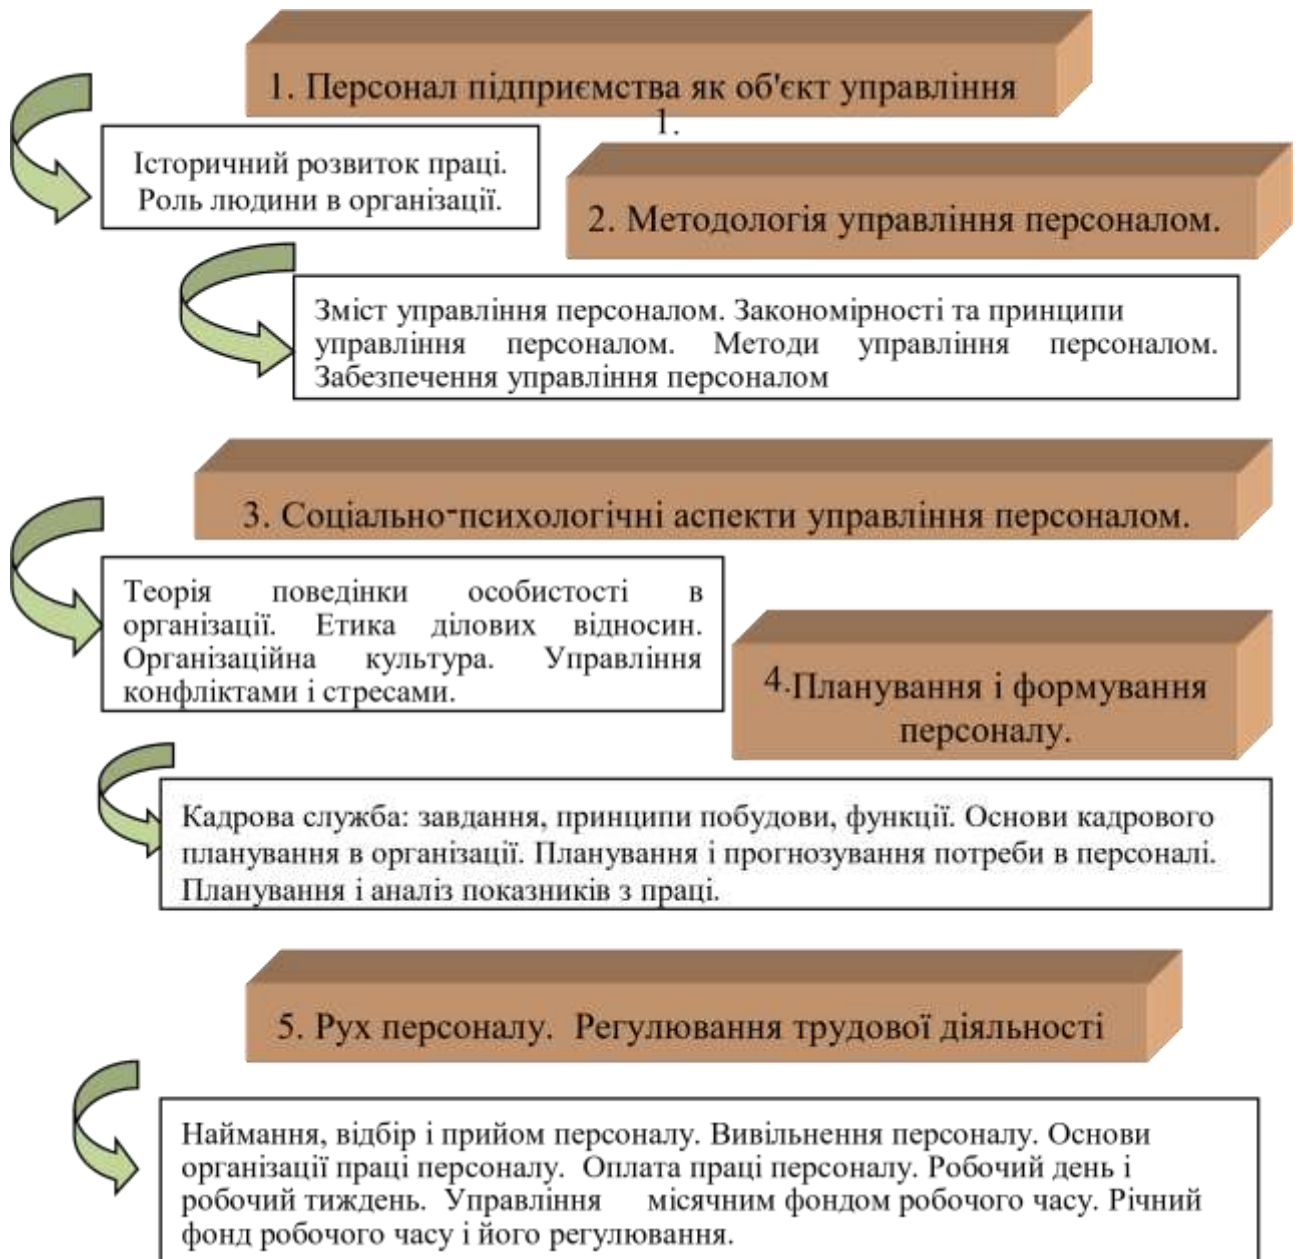 1. Персонал підприємства як об'єкт управління
1.
Історичний розвиток праці.
Роль людини в організації.
2. Методологія управління персоналом.
Зміст управління персоналом. Закономірності та принципи
управління персоналом. Методи управління персоналом.
Забезпечення управління персоналом
3. Соціально-психологічні аспекти управління персоналом.
Теорія поведінки особистості в
організації. Етика ділових відносин.
Організаційна культура. Управління
конфліктами і стресами.
4.Планування і формування
персоналу.
Кадрова служба: завдання, принципи побудови, функції. Основи кадрового
планування в організації. Планування і прогнозування потреби в персоналі.
Планування і аналіз показників з праці.
5. Рух персоналу. Регулювання трудової діяльності
Наймання, відбір і прийом персоналу. Вивільнення персоналу. Основи
організації праці персоналу. Оплата праці персоналу. Робочий день і
робочий тиждень. Управління місячним фондом робочого часу. Річний
фонд робочого часу і його регулювання.